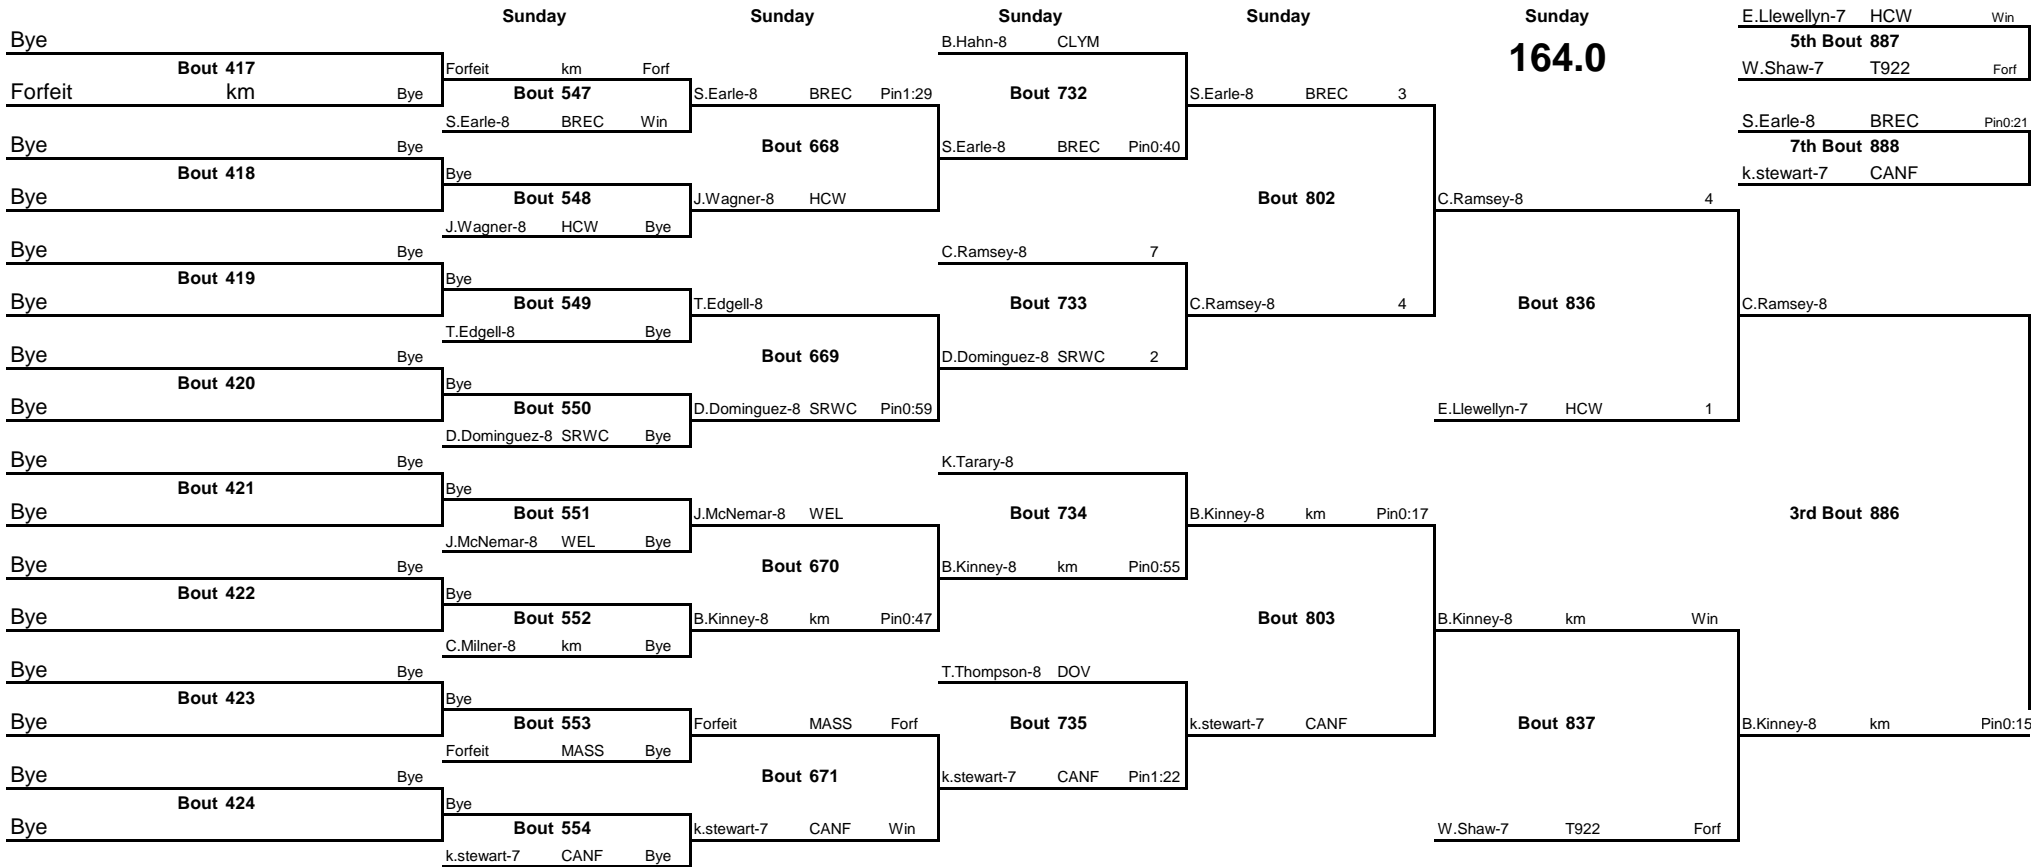 Sunday Sunday Sunday Sunday Sunday
164.0
Bye
Bout 417
Forfeit km Bye
Bye Bye
Bout 418
Bye
Bye Bye
Bout 419
Bye
Bye Bye
Bout 420
Bye
Bye Bye
Bout 421
Bye
Bye Bye
Bout 422
Bye
Bye Bye
Bout 423
Bye
Bye Bye
Bout 424
Bye
Forfeit km Forf
Bout 547
S.Earle-8 BREC Win
Bye
Bout 548
J.Wagner-8 HCW Bye
Bye
Bout 549
T.Edgell-8 Bye
Bye
Bout 550
D.Dominguez-8 SRWC Bye
Bye
Bout 551
J.McNemar-8 WEL Bye
Bye
Bout 552
C.Milner-8 km Bye
Bye
Bout 553
Forfeit MASS Bye
Bye
Bout 554
k.stewart-7 CANF Bye
S.Earle-8 BREC Pin1:29
Bout 668
J.Wagner-8 HCW
T.Edgell-8
Bout 669
D.Dominguez-8 SRWC Pin0:59
J.McNemar-8 WEL
Bout 670
B.Kinney-8 km Pin0:47
Forfeit MASS Forf
Bout 671
k.stewart-7 CANF Win
B.Hahn-8 CLYM
Bout 732
S.Earle-8 BREC Pin0:40
C.Ramsey-8 7
Bout 733
D.Dominguez-8 SRWC 2
K.Tarary-8
Bout 734
B.Kinney-8 km Pin0:55
T.Thompson-8 DOV
Bout 735
k.stewart-7 CANF Pin1:22
S.Earle-8 BREC 3
Bout 802
C.Ramsey-8 4
B.Kinney-8 km Pin0:17
Bout 803
k.stewart-7 CANF
C.Ramsey-8 4
Bout 836
E.Llewellyn-7 HCW 1
B.Kinney-8 km Win
Bout 837
W.Shaw-7 T922 Forf
E.Llewellyn-7 HCW Win
5th Bout 887
W.Shaw-7 T922 Forf
S.Earle-8 BREC Pin0:21
7th Bout 888
k.stewart-7 CANF
C.Ramsey-8
3rd Bout 886
B.Kinney-8 km Pin0:15